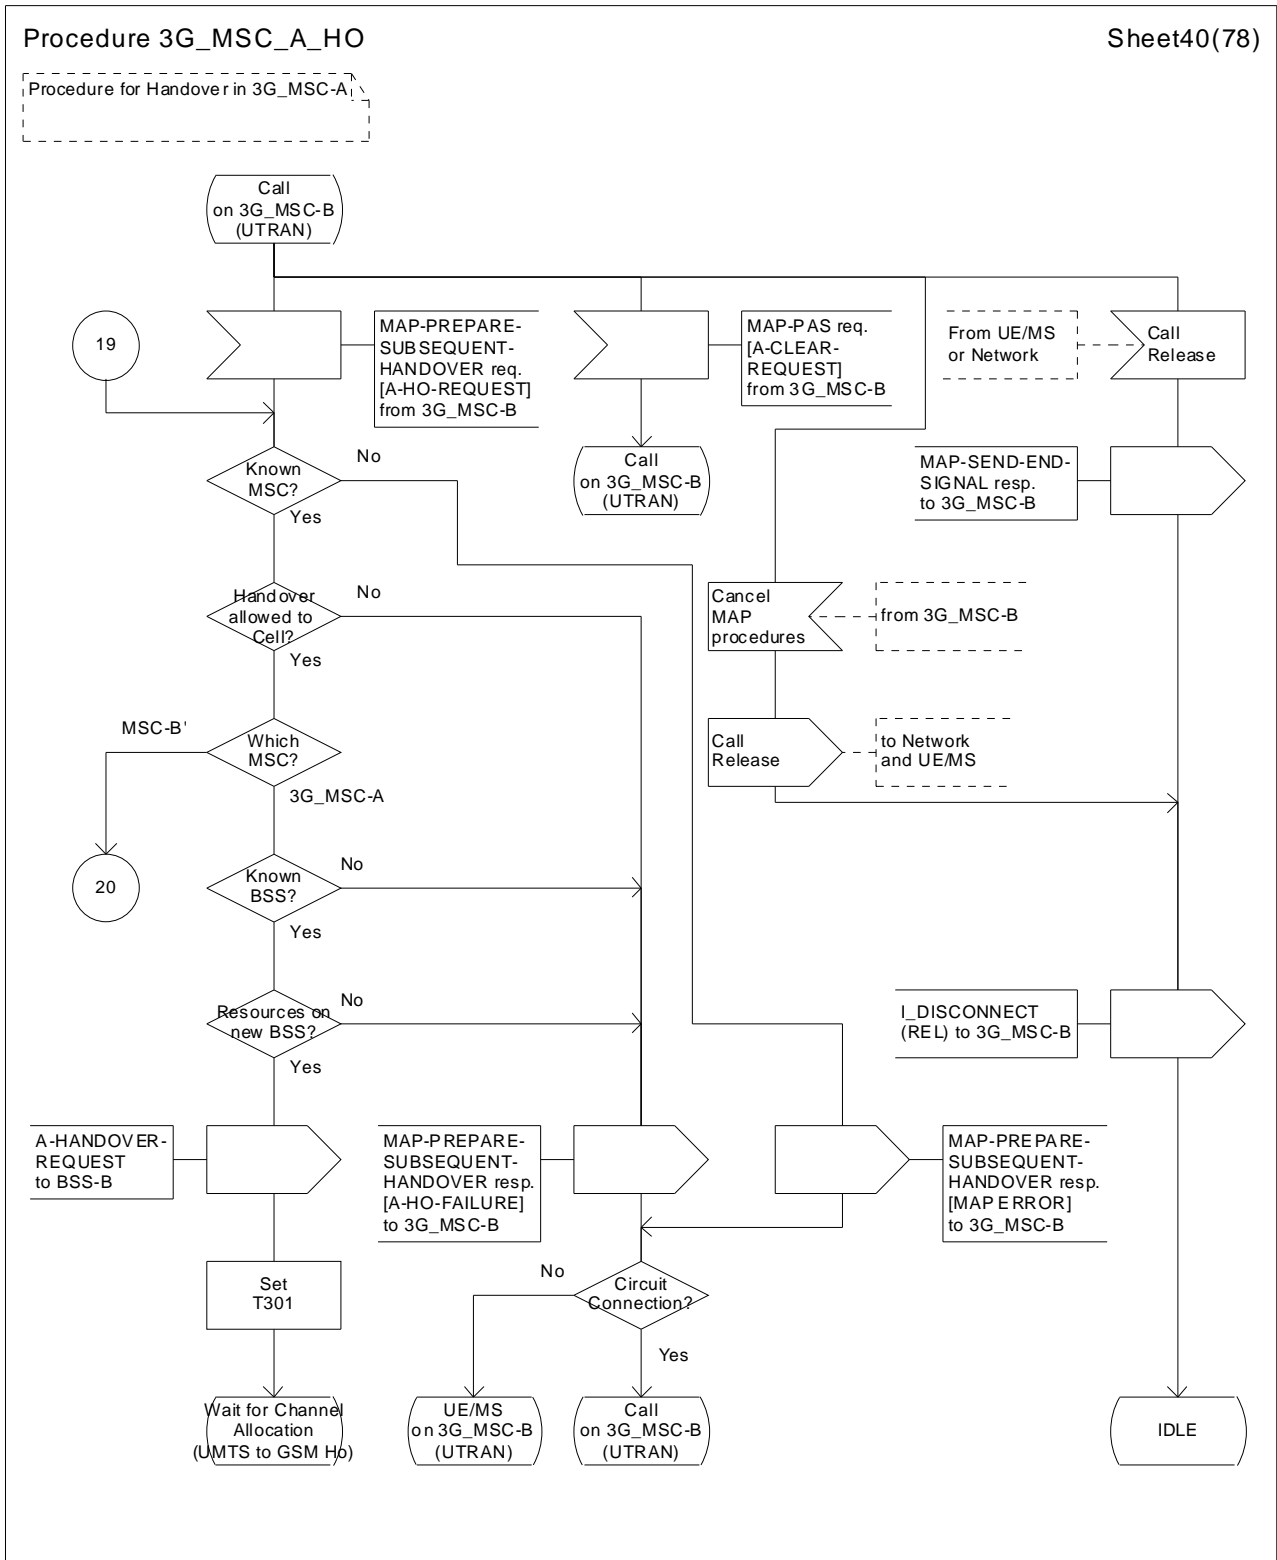 Procedure 3G_MSC_A_HO
Sheet40(78)
Procedure for Handover in 3G_MSC-A
Call
on 3G_MSC-B
(UTRAN)
19
MAP-PREPARE-
SUBSEQUENT-
HANDOVER req.
[A-HO-REQUEST]
from 3G_MSC-B
MAP-PAS req.
[A-CLEAR-
REQUEST]
from 3G_MSC-B
From UE/MS
or Network
Call
Release
Known
MSC?
No
Yes
Call
on 3G_MSC-B
(UTRAN)
MAP-SEND-END-
SIGNAL resp.
to 3G_MSC-B
Handover
allowed to
Cell?
No
Yes
Cancel
MAP
procedures
from 3G_MSC-B
MSC-B'
Which
MSC?
3G_MSC-A
Call
Release
to Network
and UE/MS
20
Known
BSS?
No
Yes
Resources on
new BSS?
No
Yes
I_DISCONNECT
(REL) to 3G_MSC-B
A-HANDOVER-
REQUEST
to BSS-B
MAP-PREPARE-
SUBSEQUENT-
HANDOVER resp.
[A-HO-FAILURE]
to 3G_MSC-B
MAP-PREPARE-
SUBSEQUENT-
HANDOVER resp.
[MAP ERROR]
to 3G_MSC-B
Set
T301
No
Circuit
Connection?
Yes
Wait for Channel
Allocation
(UMTS to GSM Ho)
UE/MS
on 3G_MSC-B
(UTRAN)
Call
on 3G_MSC-B
(UTRAN)
IDLE